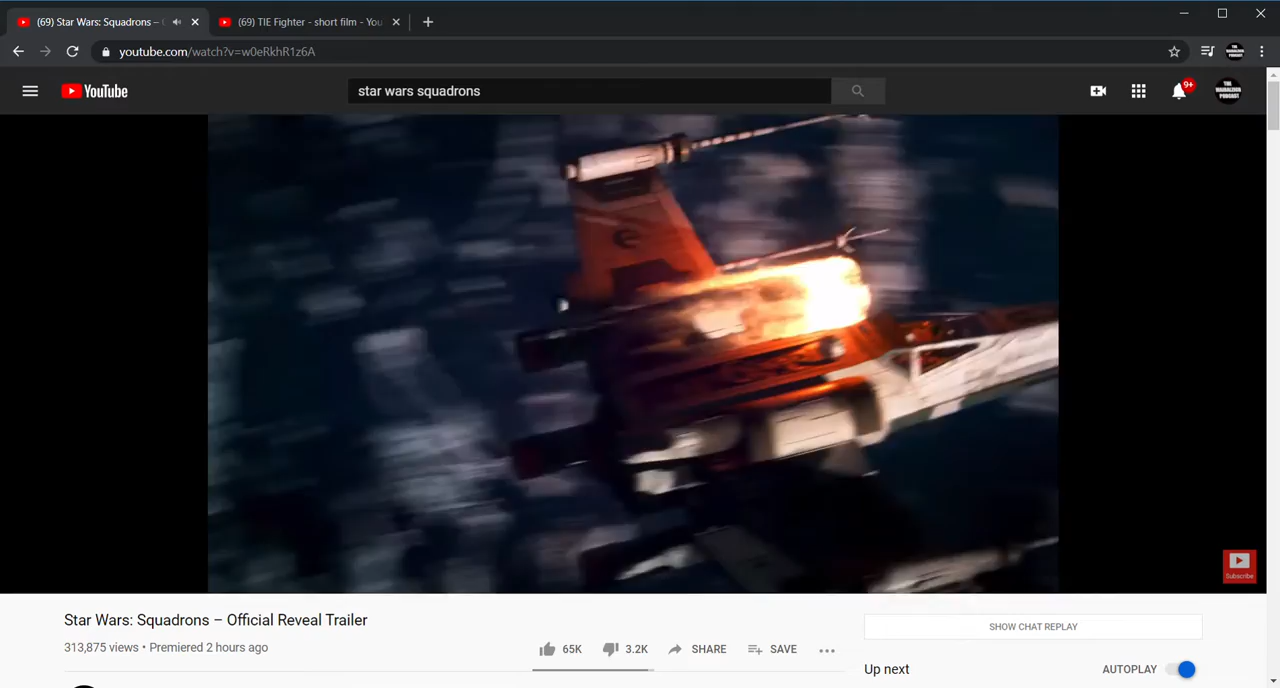 (69) Star Wars: Squadrons –
(69) TIE Fighter - short film - You
youtube.com/watch?v=w0eRkhR1z6A
YouTube
star wars squadrons
9+
THE
PODCAST
Subscribe
Star Wars: Squadrons – Official Reveal Trailer
313,875 views • Premiered 2 hours ago
65K
3.2K
SHARE
SAVE
SHOW CHAT REPLAY
Up next
AUTOPLAY